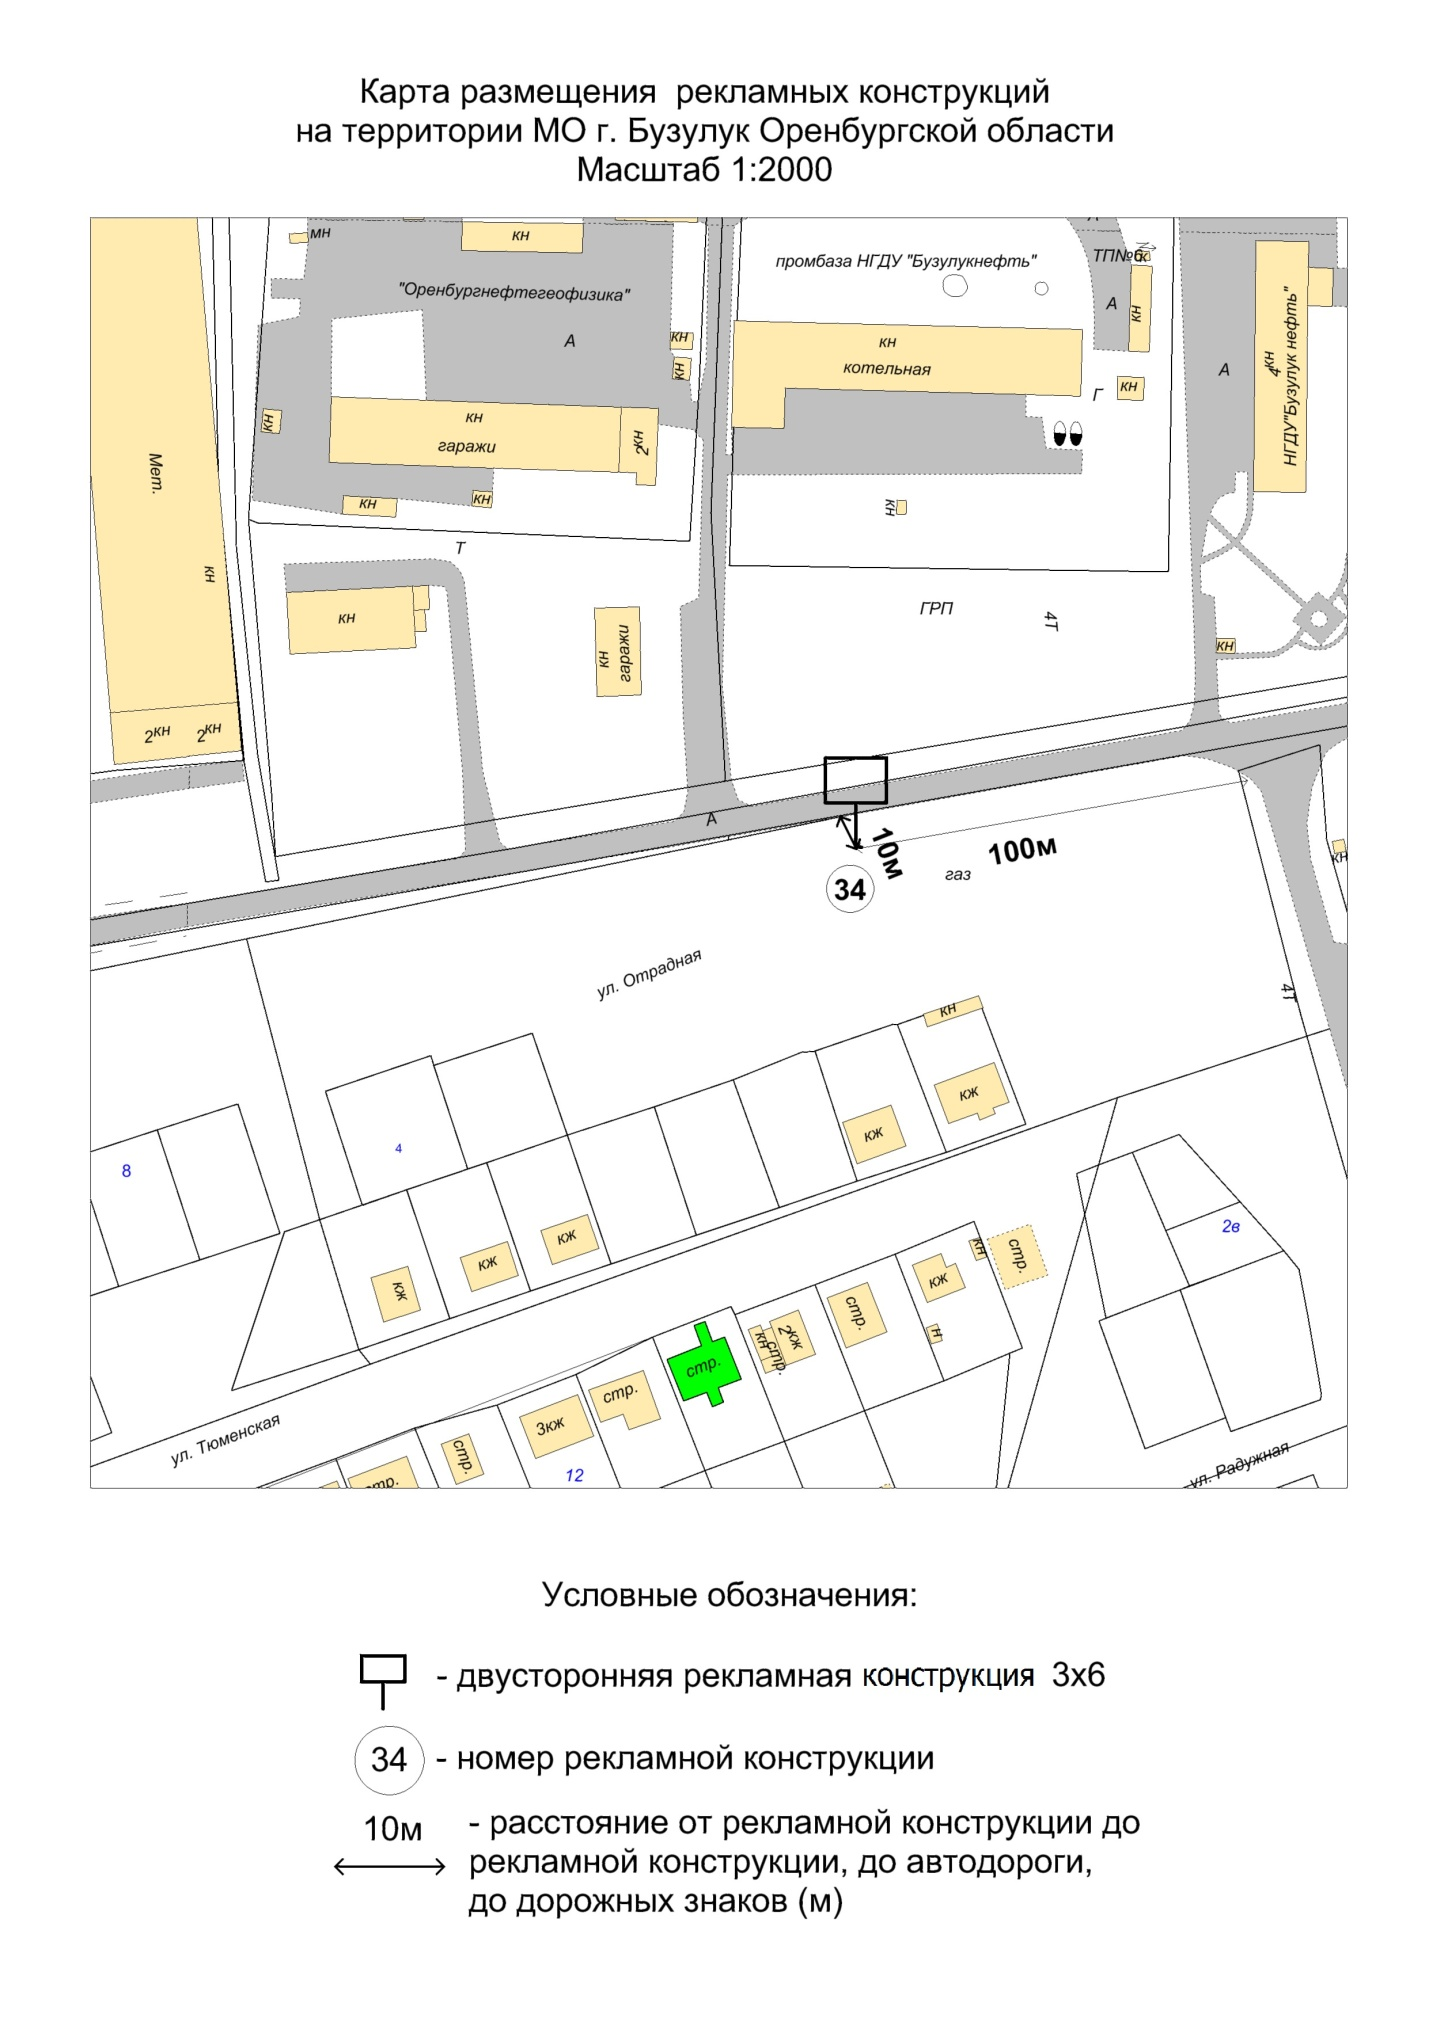 Карта размещения рекламных конструкций
на территории МО г. Бузулук Оренбургской области
Масштаб 1:2000
мн
кн
"Оренбургнефтегеофизика"
А
кн
кн
кн
кн
гаражи
2кн
кн
кн
Мет.
кн
2кн
2кн
Т
кн
кн
гаражи
промбаза НГДУ "Бузулукнефть"
ТП№6
А
кн
кн
котельная
Г
кн
кн
А
4кн
НГДУ"Бузулук нефть"
ГРП
4Т
кн
А
10м
100м
34
газ
кн
ул. Отрадная
4Т
кн
кж
кж
8
4
кж
кж
кж
2в
стр.
кн
кж
н
стр.
2кж
кн
стр.
стр.
стр.
3кж
стр.
стр.
12
ул. Тюменская
ул. Радужная
Условные обозначения:
- двусторонняя рекламная конструкция 3х6
34 - номер рекламной конструкции
10м - расстояние от рекламной конструкции до
рекламной конструкции, до автодороги,
до дорожных знаков (м)